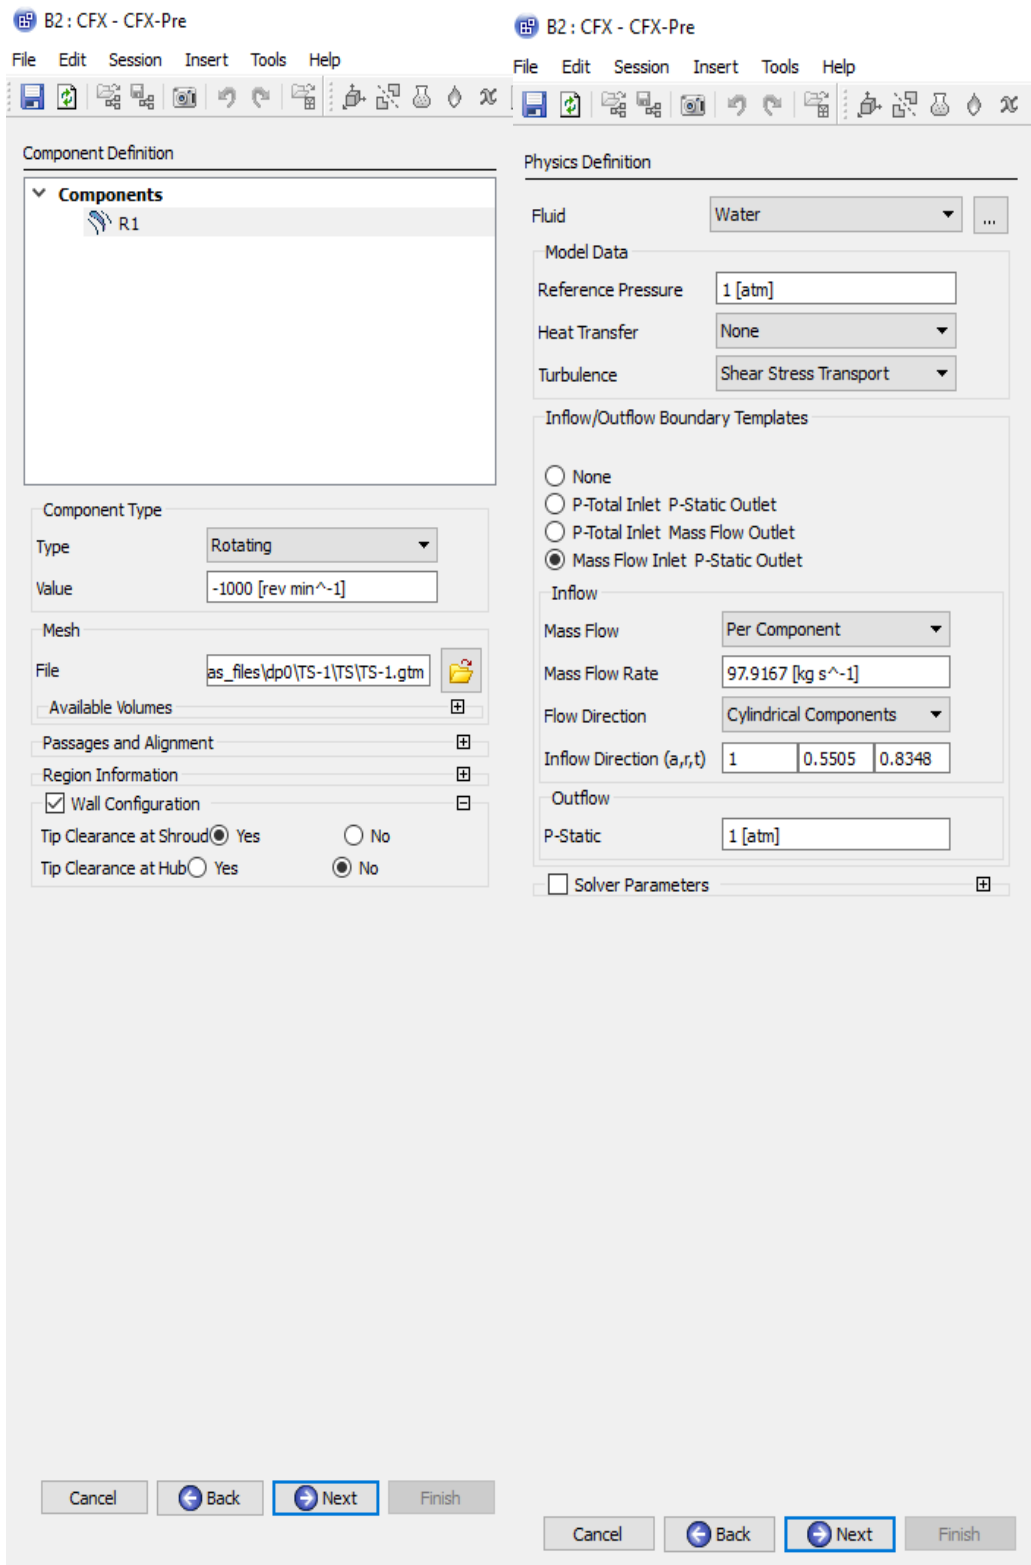 B2 : CFX - CFX-Pre
File Edit Session Insert Tools Help
Component Definition
Components
R1
Component Type
Type Rotating
Value -1000 [rev min^-1]
Mesh
File as_files\dp0\TS-1\TS\TS-1.gtm
Available Volumes
Passages and Alignment
Region Information
Wall Configuration
Tip Clearance at Shroud Yes No
Tip Clearance at Hub Yes No
Cancel Back Next Finish
B2 : CFX - CFX-Pre
File Edit Session Insert Tools Help
Physics Definition
Fluid Water ...
Model Data
Reference Pressure 1 [atm]
Heat Transfer None
Turbulence Shear Stress Transport
Inflow/Outflow Boundary Templates
None
P-Total Inlet P-Static Outlet
P-Total Inlet Mass Flow Outlet
Mass Flow Inlet P-Static Outlet
Inflow
Mass Flow Per Component
Mass Flow Rate 97.9167 [kg s^-1]
Flow Direction Cylindrical Components
Inflow Direction (a,r,t) 1 0.5505 0.8348
Outflow
P-Static 1 [atm]
Solver Parameters
Cancel Back Next Finish